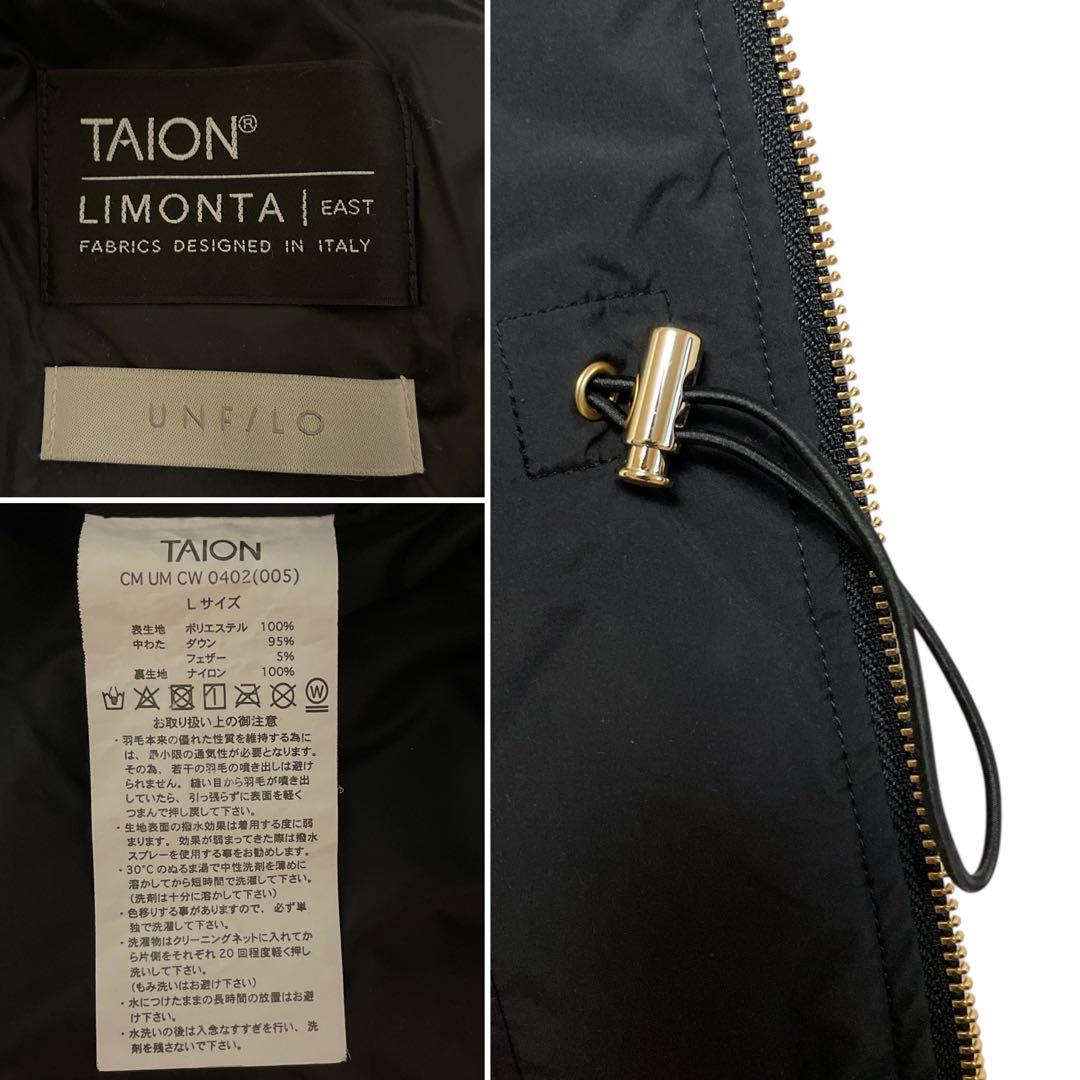 TAION®
LIMONTA | EAST
FABRICS DESIGNED IN ITALY
UNF/LO
TAION
CM UM CW 0402(005)
L サイズ
表生地 ポリエステル 100%
中わた ダウン 95%
フェザー 5%
裏生地 ナイロン 100%
W
お取り扱い上の御注意
・羽毛本来の優れた性質を維持する為に
は、最小限の通気性が必要となります。
その為、若干の羽毛の噴き出しは避け
られません。縫い目から羽毛が噴き出
していたら、引っ張らずに表面を軽く
つまんで押し戻して下さい。
・生地表面の撥水効果は着用する度に弱
まります。効果が弱まってきた際は撥水
スプレーを使用する事をお勧めします。
・30°Cのぬるま湯で中性洗剤を薄めに
溶かしてから短時間で洗濯して下さい。
(洗剤は十分に溶かして下さい)
・色移りする事がありますので、必ず単
独で洗濯して下さい。
・洗濯物はクリーニングネットに入れてか
ら片側をそれぞれ20回程度軽く押し
洗いして下さい。
(もみ洗いはお避け下さい)
・水につけたままの長時間の放置はお避
け下さい。
・水洗いの後は入念なすすぎを行い、洗
剤を残さないで下さい。